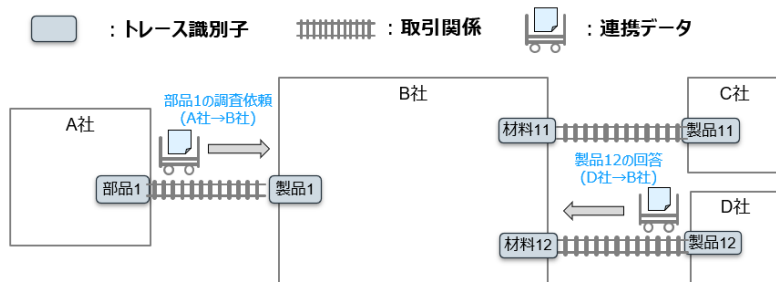 ：トレース識別子
：取引関係
：連携データ
A社
部品1の調査依頼
(A社→B社)
部品1
B社
製品1
材料11
材料12
製品12の回答
(D社→B社)
C社
製品11
D社
製品12